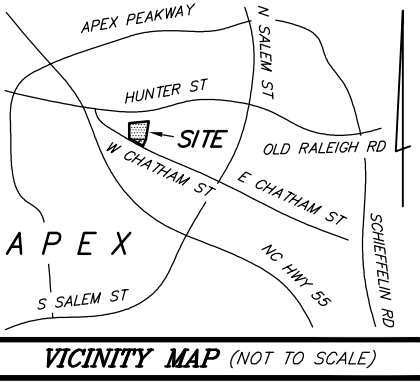 APEX PEAKWAY
N SALEM ST
HUNTER ST
SITE
OLD RALEIGH RD
W CHATHAM ST
E CHATHAM ST
APEX
SCHIEFFELIN RD
NC HWY 55
S SALEM ST
VICINITY MAP (NOT TO SCALE)